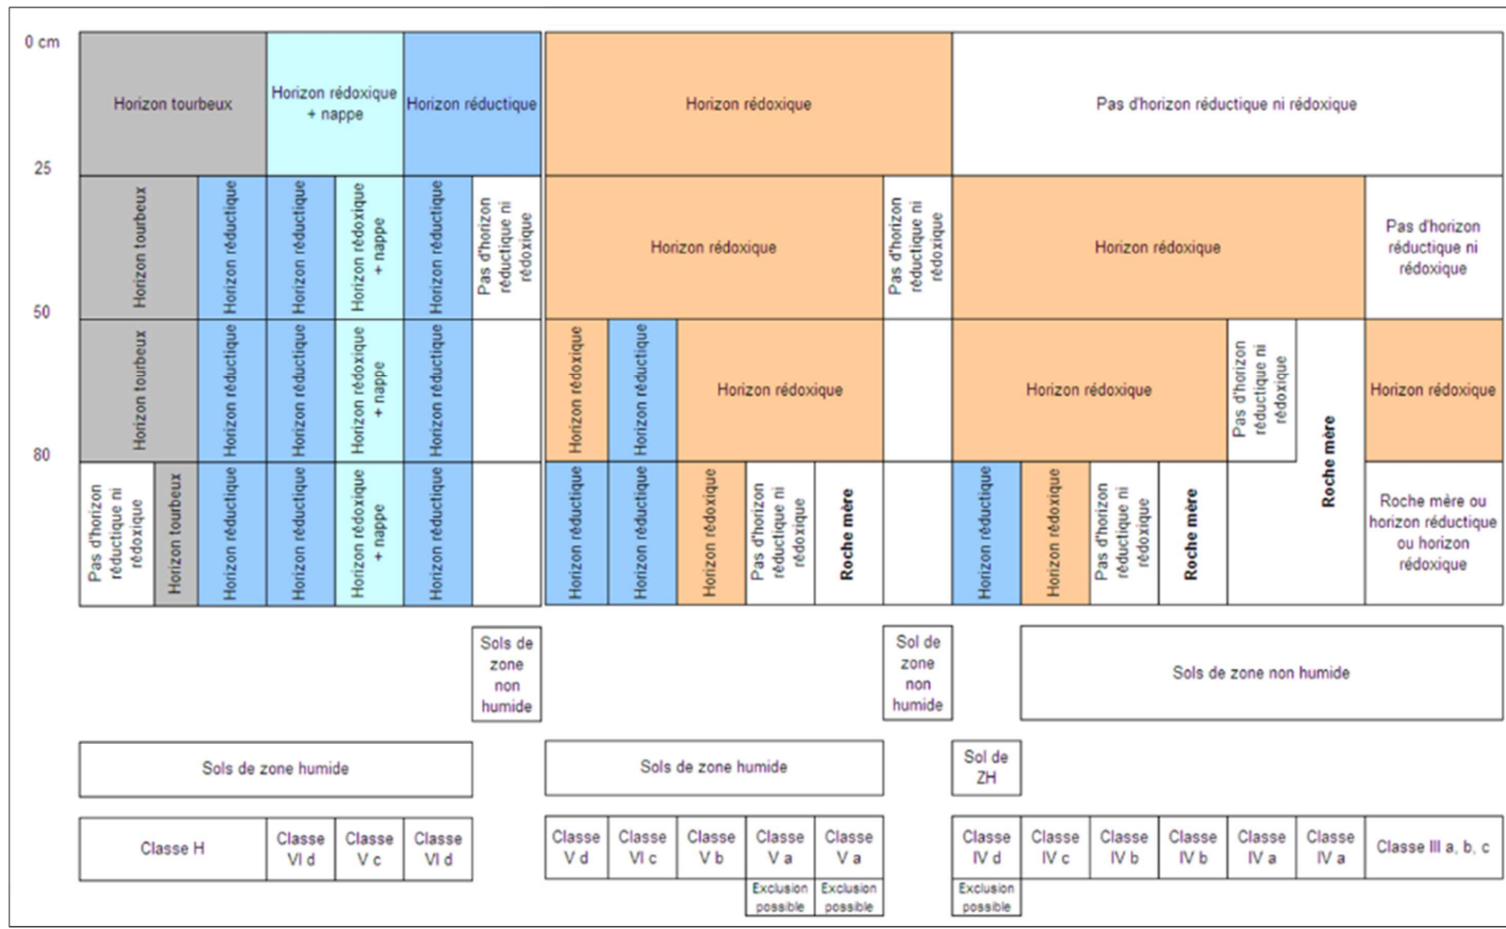 0 cm
Horizon tourbeux
Horizon rédoxique
+ nappe
Horizon réductique
Horizon rédoxique
Pas d'horizon réductique ni rédoxique
25
Horizon tourbeux
Horizon réductique
Horizon réductique
Horizon rédoxique
+ nappe
Horizon réductique
Pas d'horizon
réductique ni
rédoxique
Horizon rédoxique
Pas d'horizon
réductique ni
rédoxique
Horizon rédoxique
Pas d'horizon
réductique ni
rédoxique
50
Horizon tourbeux
Horizon réductique
Horizon réductique
Horizon rédoxique
+ nappe
Horizon réductique
Horizon rédoxique
Horizon réductique
Horizon rédoxique
Horizon rédoxique
Pas d'horizon
réductique ni
rédoxique
Roche mère
Horizon rédoxique
80
Pas d'horizon
réductique ni
rédoxique
Horizon tourbeux
Horizon réductique
Horizon réductique
Horizon rédoxique
+ nappe
Horizon réductique
Horizon réductique
Horizon réductique
Horizon rédoxique
Pas d'horizon
réductique ni
rédoxique
Roche mère
Horizon réductique
Horizon rédoxique
Pas d'horizon
réductique ni
rédoxique
Roche mère
Roche mère ou
horizon réductique
ou horizon
rédoxique
Sols de
zone
non
humide
Sol de
zone
non
humide
Sols de zone non humide
Sols de zone humide
Sols de zone humide
Sol de
ZH
Classe H
Classe
VI d
Classe
V c
Classe
VI d
Classe
V d
Classe
VI c
Classe
V b
Classe
V a
Classe
V a
Classe
IV d
Classe
IV c
Classe
IV b
Classe
IV b
Classe
IV a
Classe
IV a
Classe III a, b, c
Exclusion
possible
Exclusion
possible
Exclusion
possible